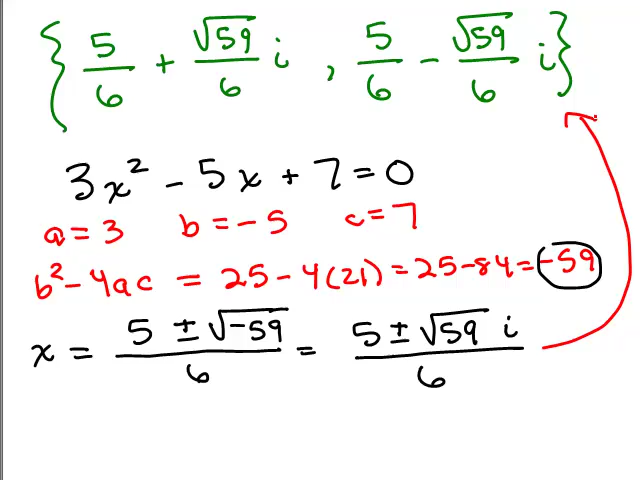 { 5/6 + √59/6 i , 5/6 - √59/6 i }
3x² - 5x + 7 = 0
a = 3 b = -5 c = 7
b² - 4ac = 25 - 4(21) = 25 - 84 = -59
x = 5 ± √-59 / 6 = 5 ± √59 i / 6